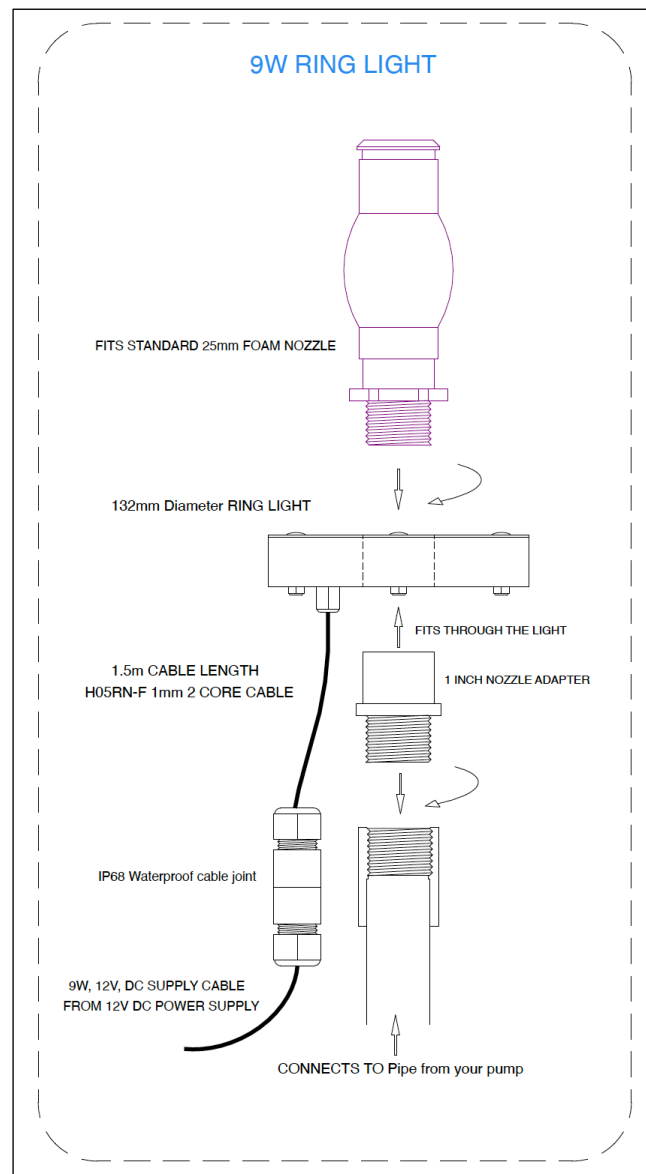 9W RING LIGHT
FITS STANDARD 25mm FOAM NOZZLE
132mm Diameter RING LIGHT
FITS THROUGH THE LIGHT
1.5m CABLE LENGTH
H05RN-F 1mm 2 CORE CABLE
1 INCH NOZZLE ADAPTER
IP68 Waterproof cable joint
9W, 12V, DC SUPPLY CABLE
FROM 12V DC POWER SUPPLY
CONNECTS TO Pipe from your pump